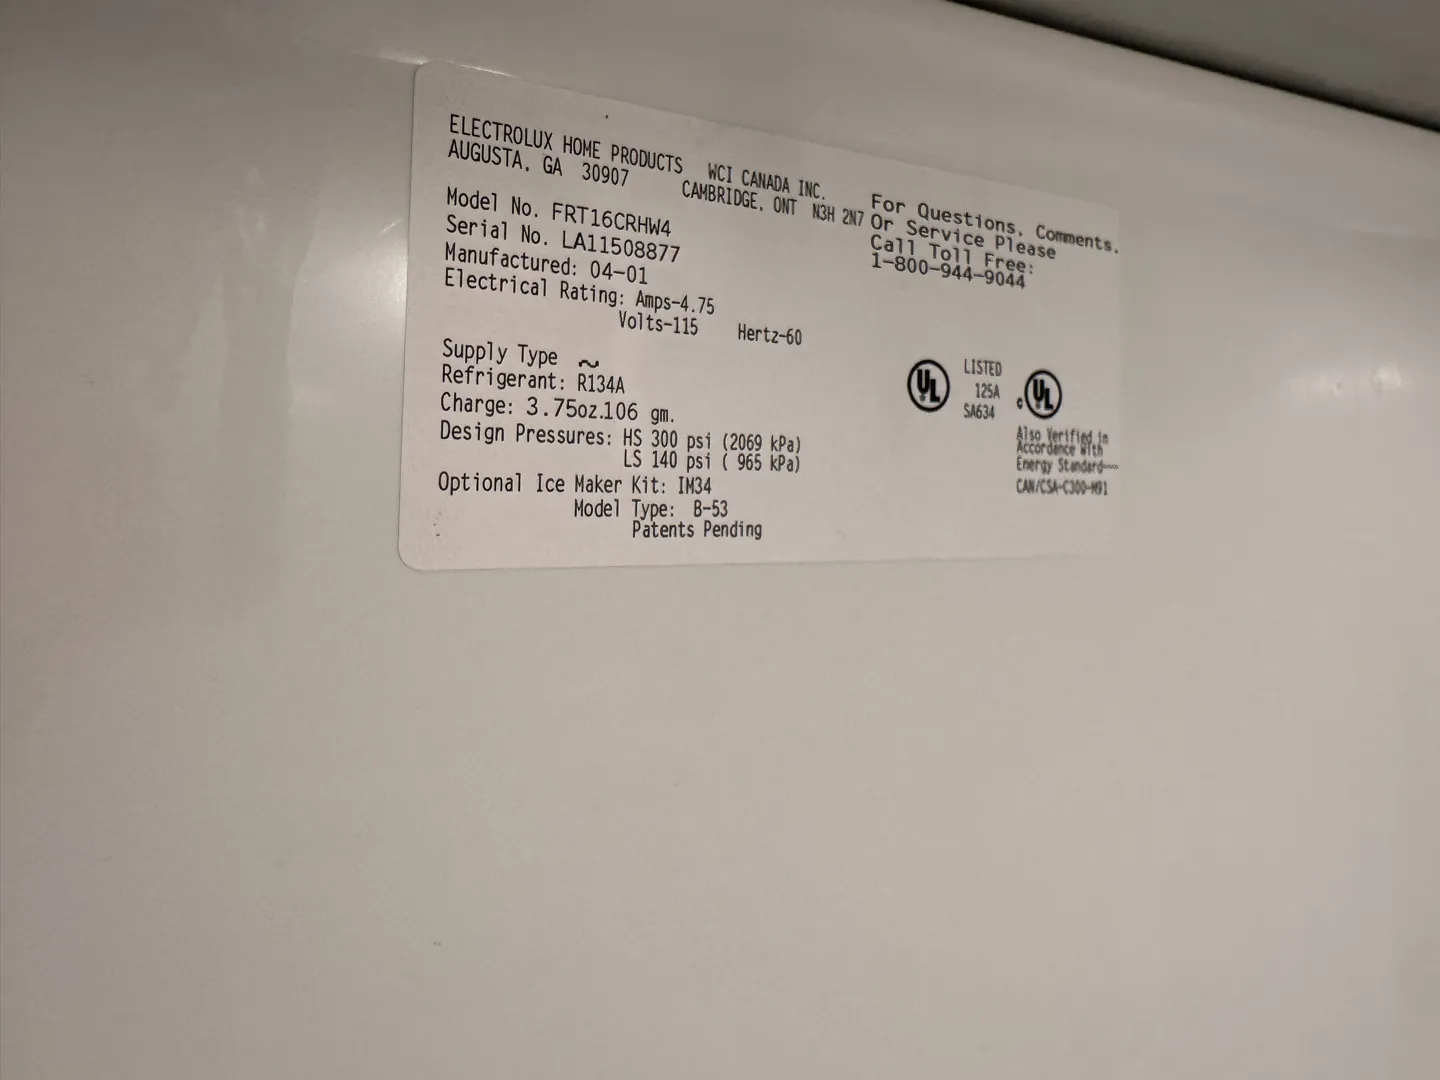 ELECTROLUX HOME PRODUCTS WCI CANADA INC.
AUGUSTA, GA 30907 CAMBRIDGE, ONT N3H 2N7
Model No. FRT16CRHW4
Serial No. LA11508877
Manufactured: 04-01
Electrical Rating: Amps-4.75
Volts-115 Hertz-60
Supply Type ~
Refrigerant: R134A
Charge: 3.75oz.106 gm.
Design Pressures: HS 300 psi (2069 kPa)
LS 140 psi ( 965 kPa)
Optional Ice Maker Kit: IM34
Model Type: B-53
Patents Pending
For Questions, Comments,
Or Service Please
Call Toll Free:
1-800-944-9044
UL
LISTED
125A
SA634
c UL
Also Verified in
Accordance With
Energy Standard
CAN/CSA-C300-M91